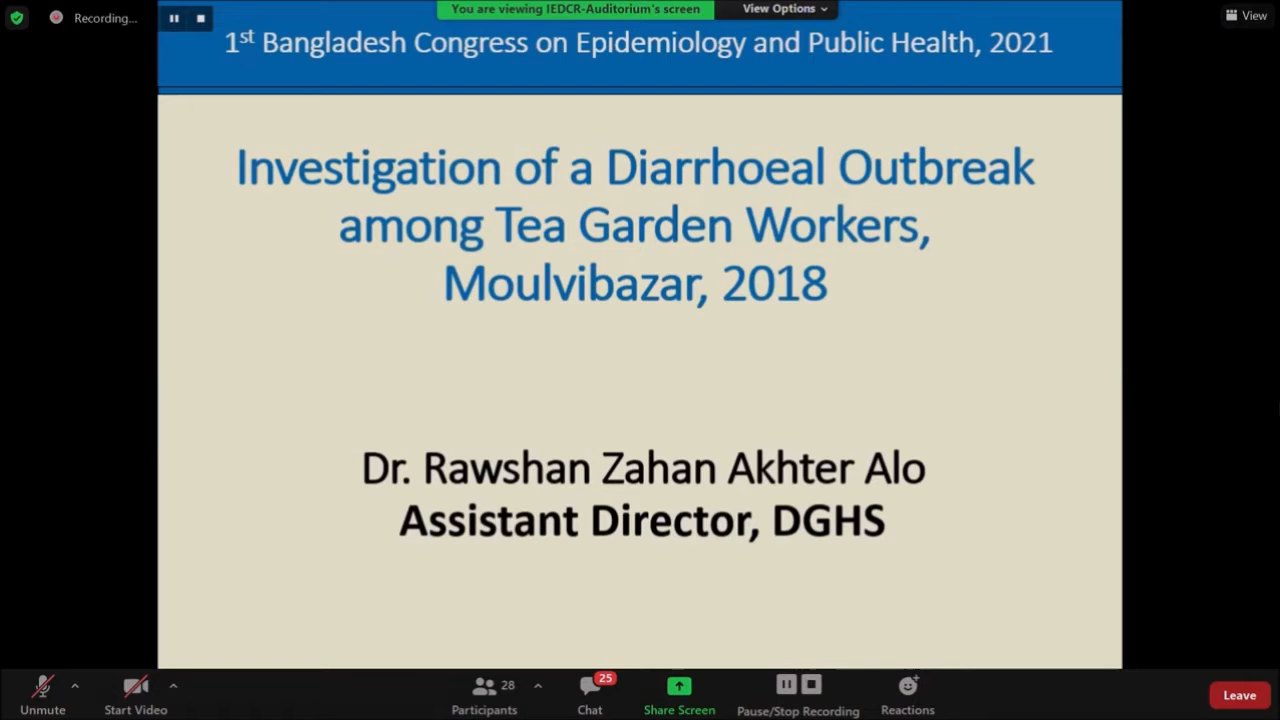 Recording...
You are viewing IEDCR-Auditorium's screen
View Options
View
1st Bangladesh Congress on Epidemiology and Public Health, 2021
Investigation of a Diarrhoeal Outbreak
among Tea Garden Workers,
Moulvibazar, 2018
Dr. Rawshan Zahan Akhter Alo
Assistant Director, DGHS
28
25
Unmute
Start Video
Participants
Chat
Share Screen
Pause/Stop Recording
Reactions
Leave